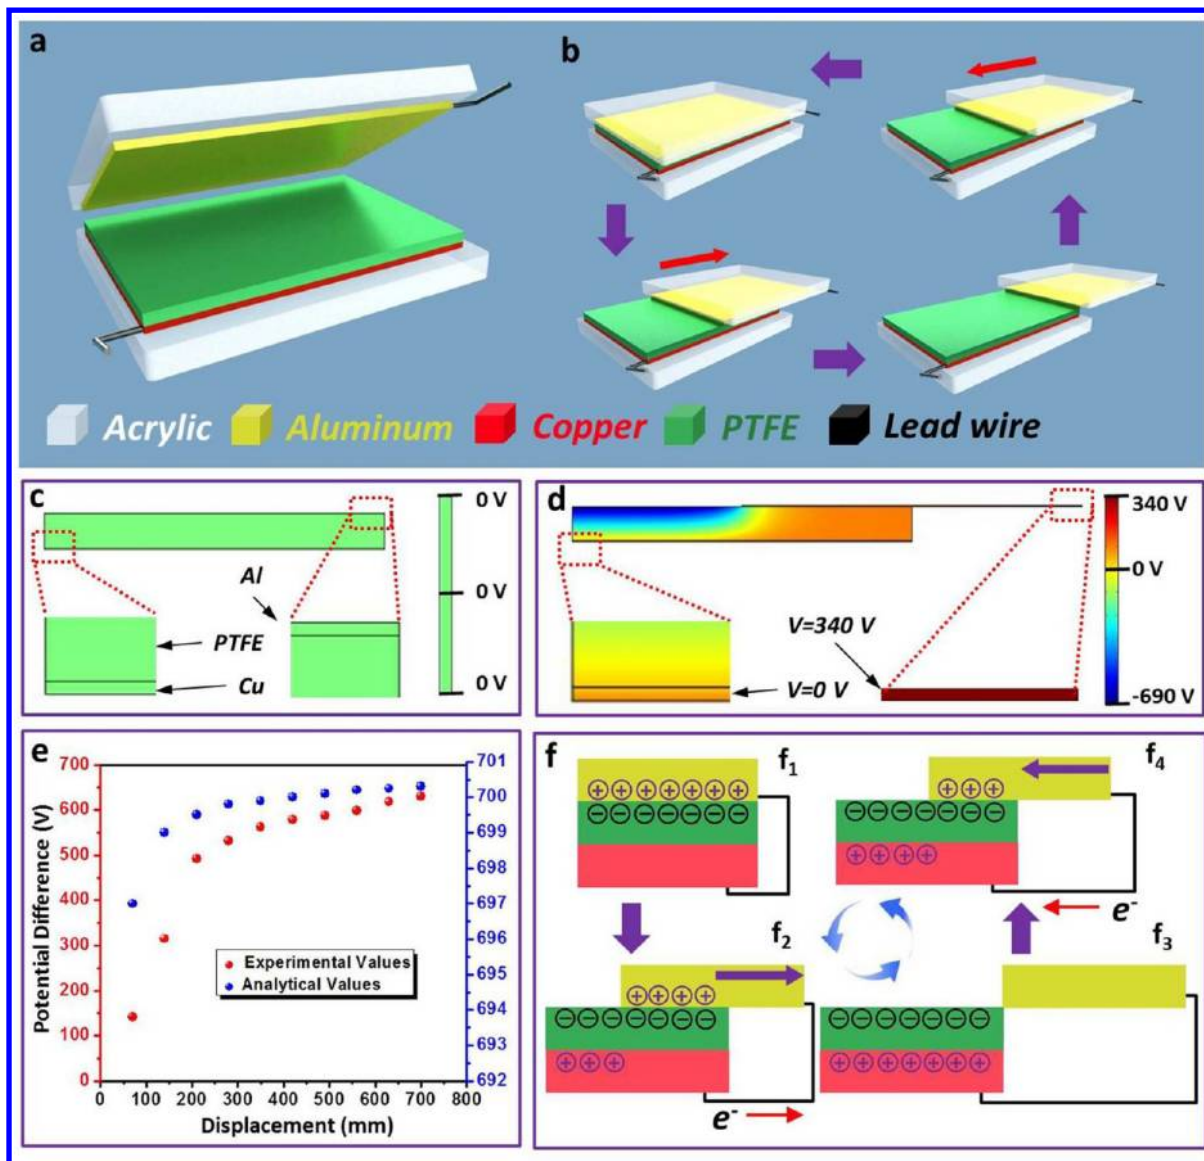 a
b
Acrylic Aluminum Copper PTFE Lead wire
c
0 V
0 V
0 V
Al
PTFE
Cu
d
340 V
0 V
-690 V
V=340 V
V=0 V
e
Potential Difference (V)
700
600
500
400
300
200
100
0
701
700
699
698
697
696
695
694
693
692
Experimental Values
Analytical Values
0 100 200 300 400 500 600 700 800
Displacement (mm)
f
f1
f4
e-
f2
f3
e-